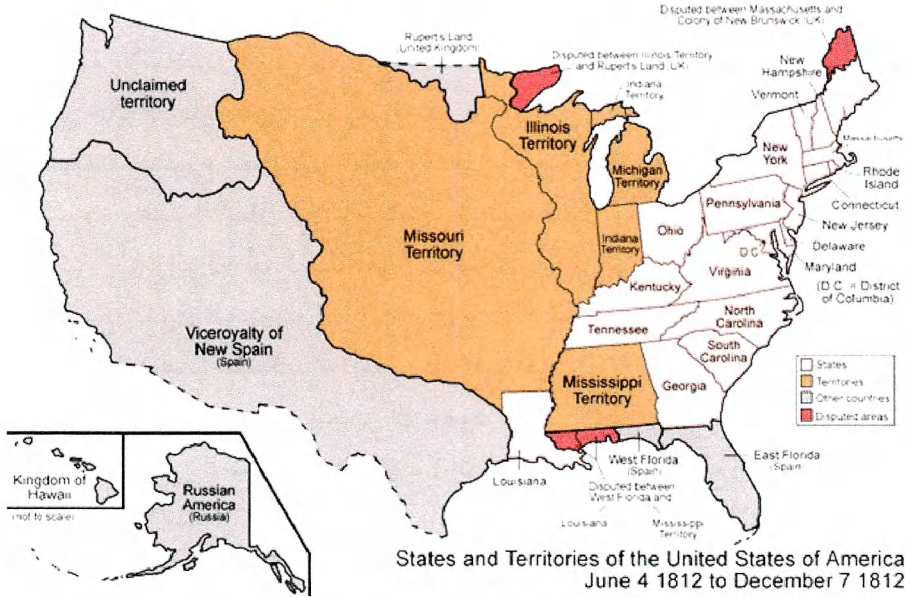 Disputed between Massachusetts and
Colony of New Brunswick (UK)
Rupert's Land
(United Kingdom)
Disputed between Illinois Territory
and Rupert's Land (UK)
Unclaimed
territory
Indiana
Territory
New
Hampshire
Vermont
Massachusetts
Illinois
Territory
Michigan
Territory
New
York
Rhode
Island
Connecticut
New Jersey
Delaware
Maryland
(D C = District
of Columbia)
Pennsylvania
Ohio
Indiana
Territory
D C
Missouri
Territory
Virginia
Kentucky
North
Carolina
Tennessee
South
Carolina
Viceroyalty of
New Spain
(Spain)
Mississippi
Territory
Georgia
States
Territories
Other countries
Disputed areas
West Florida
(Spain)
East Florida
(Spain
Louisiana
Disputed between
West Florida and
Louisiana
Mississippi
Territory
Kingdom of
Hawaii
(not to scale)
Russian
America
(Russia)
States and Territories of the United States of America
June 4 1812 to December 7 1812